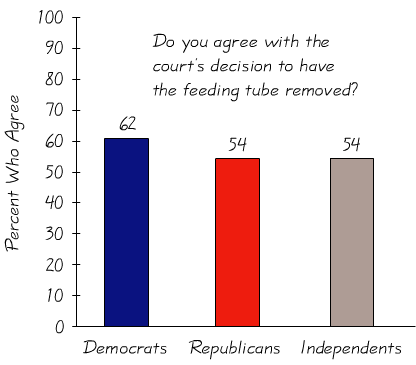 Do you agree with the
court's decision to have
the feeding tube removed?
Percent Who Agree
100
90
80
70
60
50
40
30
20
10
0
62
54
54
Democrats
Republicans
Independents